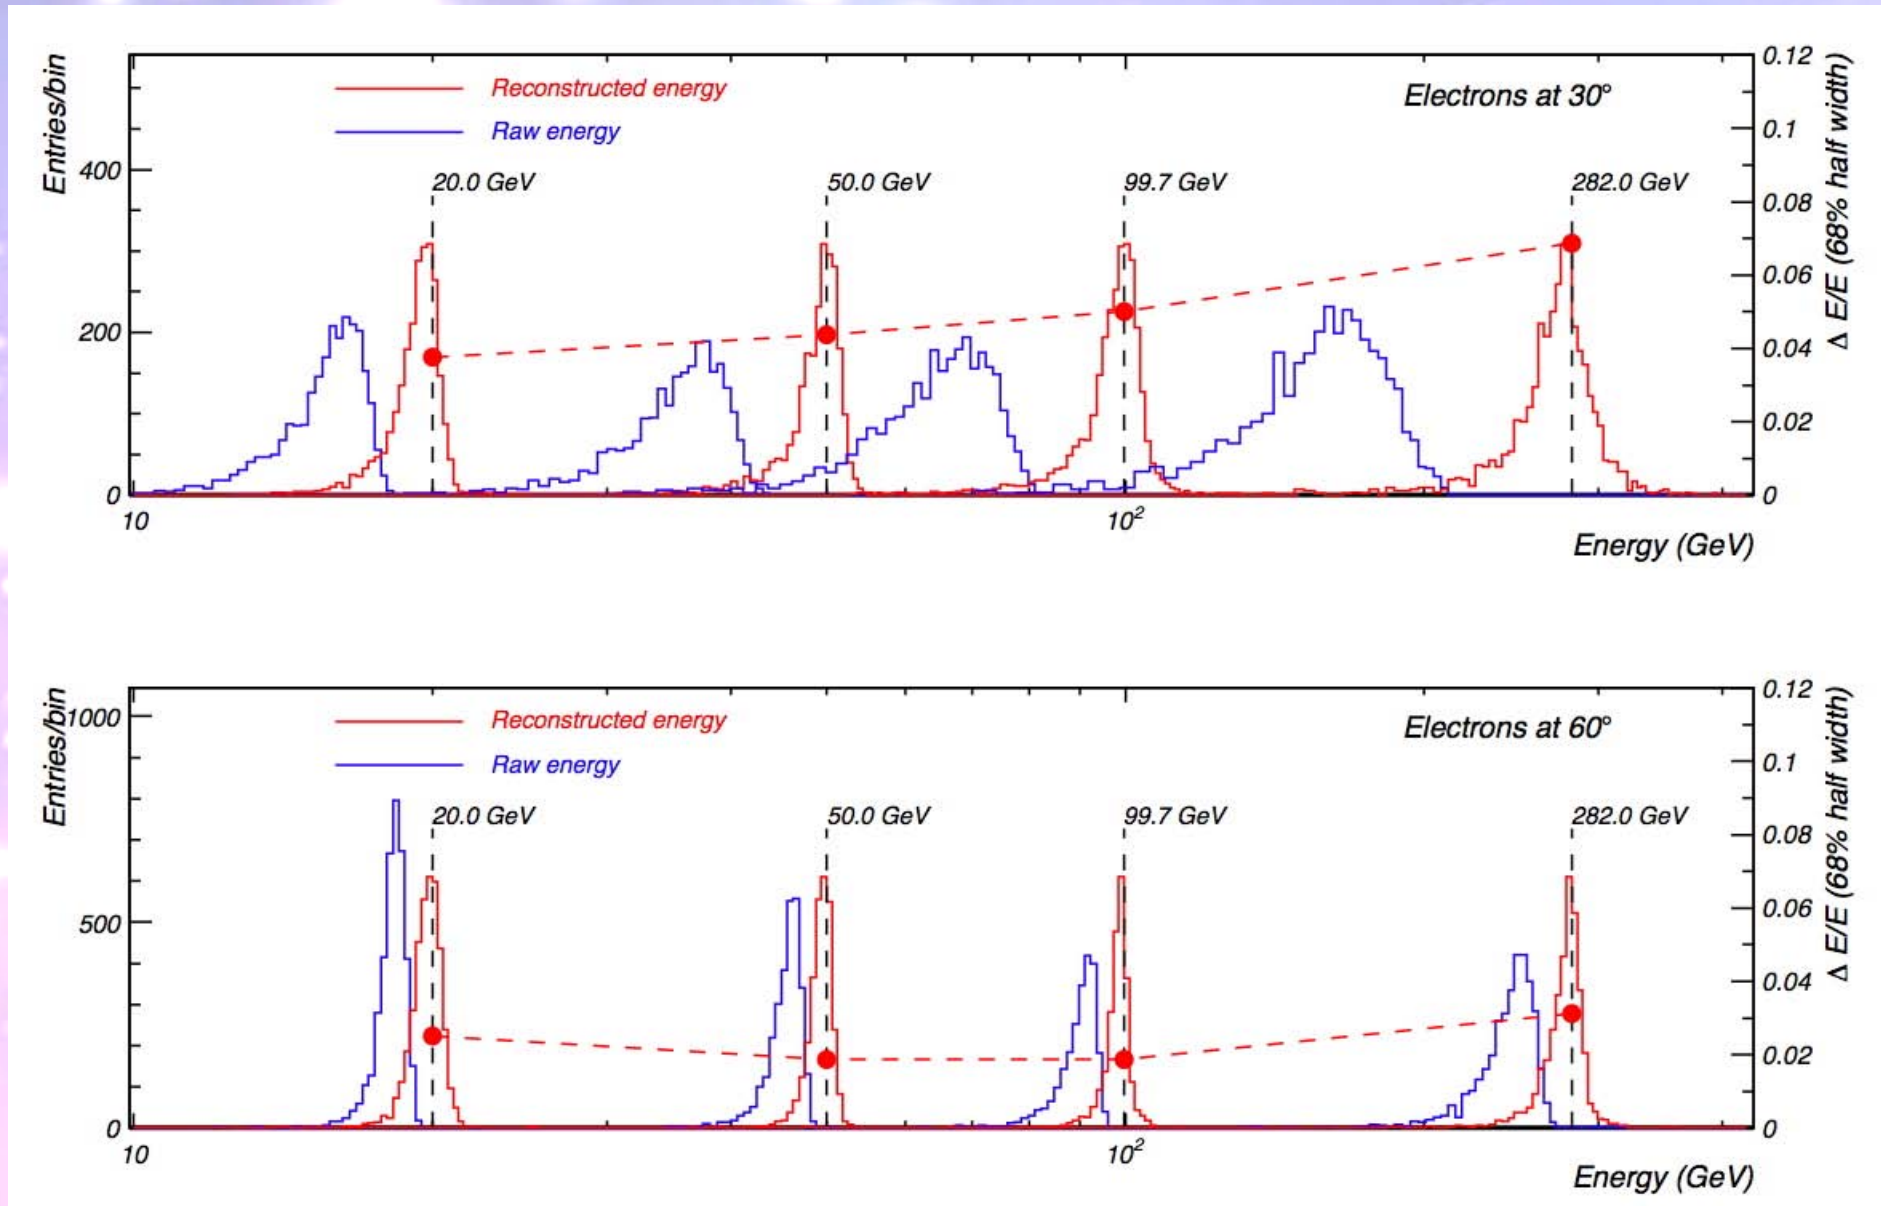 Entries/bin
Reconstructed energy
Raw energy
Electrons at 30°
20.0 GeV
50.0 GeV
99.7 GeV
282.0 GeV
400
200
0
0.12
0.1
0.08
0.06
0.04
0.02
0
Δ E/E (68% half width)
10
10²
Energy (GeV)
Entries/bin
Reconstructed energy
Raw energy
Electrons at 60°
20.0 GeV
50.0 GeV
99.7 GeV
282.0 GeV
1000
500
0
0.12
0.1
0.08
0.06
0.04
0.02
0
Δ E/E (68% half width)
10
10²
Energy (GeV)